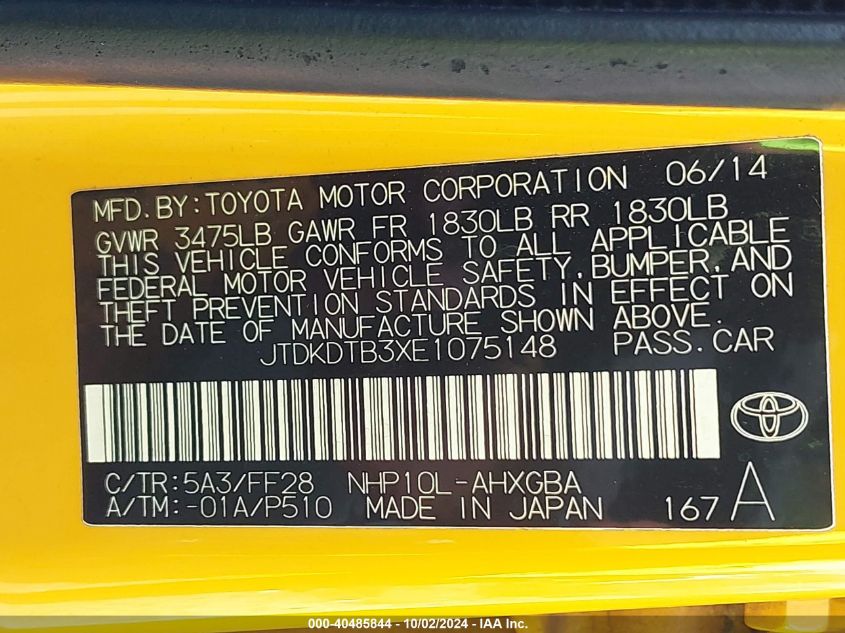 MFD. BY: TOYOTA MOTOR CORPORATION 06/14
GVWR 3475LB GAWR FR 1830LB RR 1830LB
THIS VEHICLE CONFORMS TO ALL APPLICABLE
FEDERAL MOTOR VEHICLE SAFETY, BUMPER, AND
THEFT PREVENTION STANDARDS IN EFFECT ON
THE DATE OF MANUFACTURE SHOWN ABOVE.
JTDKDTB3XE1075148 PASS. CAR
C/TR: 5A3/FF28 NHP10L-AHXGBA
A/TM: -01A/P510 MADE IN JAPAN 167 A
000-40485844 - 10/02/2024 - IAA Inc.